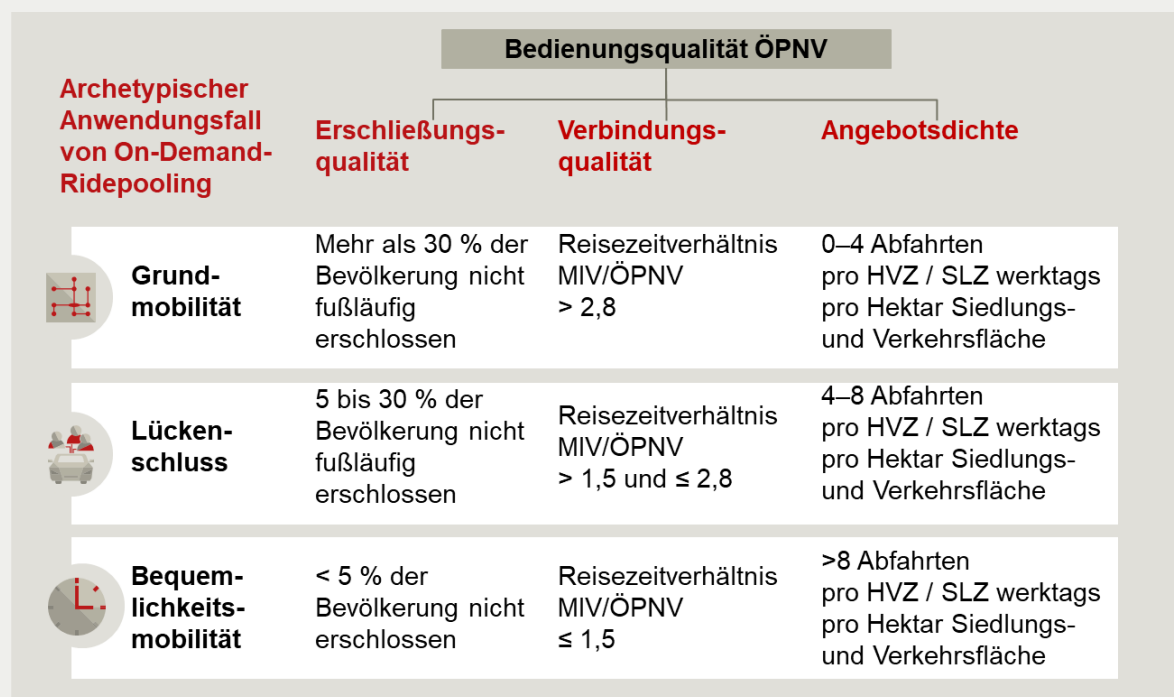 Bedienungsqualität ÖPNV
Archetypischer
Anwendungsfall
von On-Demand-
Ridepooling
Erschließungs-
qualität
Verbindungs-
qualität
Angebotsdichte
Grund-
mobilität
Mehr als 30 % der
Bevölkerung nicht
fußläufig
erschlossen
Reisezeitverhältnis
MIV/ÖPNV
> 2,8
0–4 Abfahrten
pro HVZ / SLZ werktags
pro Hektar Siedlungs-
und Verkehrsfläche
Lücken-
schluss
5 bis 30 % der
Bevölkerung nicht
fußläufig
erschlossen
Reisezeitverhältnis
MIV/ÖPNV
> 1,5 und ≤ 2,8
4–8 Abfahrten
pro HVZ / SLZ werktags
pro Hektar Siedlungs-
und Verkehrsfläche
Bequem-
lichkeits-
mobilität
< 5 % der
Bevölkerung nicht
erschlossen
Reisezeitverhältnis
MIV/ÖPNV
≤ 1,5
>8 Abfahrten
pro HVZ / SLZ werktags
pro Hektar Siedlungs-
und Verkehrsfläche